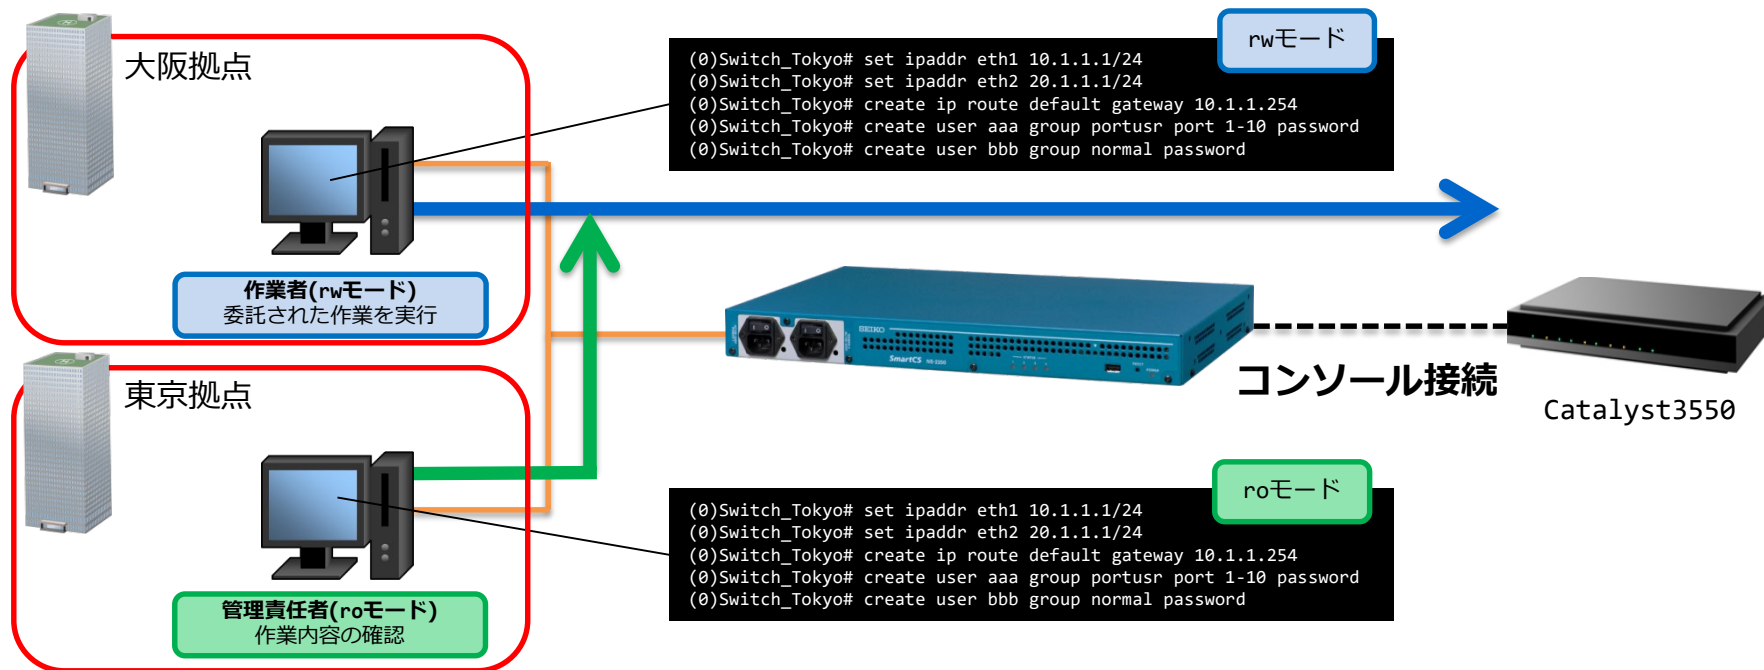 大阪拠点
rwモード
(0)Switch_Tokyo# set ipaddr eth1 10.1.1.1/24
(0)Switch_Tokyo# set ipaddr eth2 20.1.1.1/24
(0)Switch_Tokyo# create ip route default gateway 10.1.1.254
(0)Switch_Tokyo# create user aaa group portusr port 1-10 password
(0)Switch_Tokyo# create user bbb group normal password
作業者(rwモード)
委託された作業を実行
SEIKO
SmartCS
コンソール接続
Catalyst3550
東京拠点
roモード
(0)Switch_Tokyo# set ipaddr eth1 10.1.1.1/24
(0)Switch_Tokyo# set ipaddr eth2 20.1.1.1/24
(0)Switch_Tokyo# create ip route default gateway 10.1.1.254
(0)Switch_Tokyo# create user aaa group portusr port 1-10 password
(0)Switch_Tokyo# create user bbb group normal password
管理責任者(roモード)
作業内容の確認